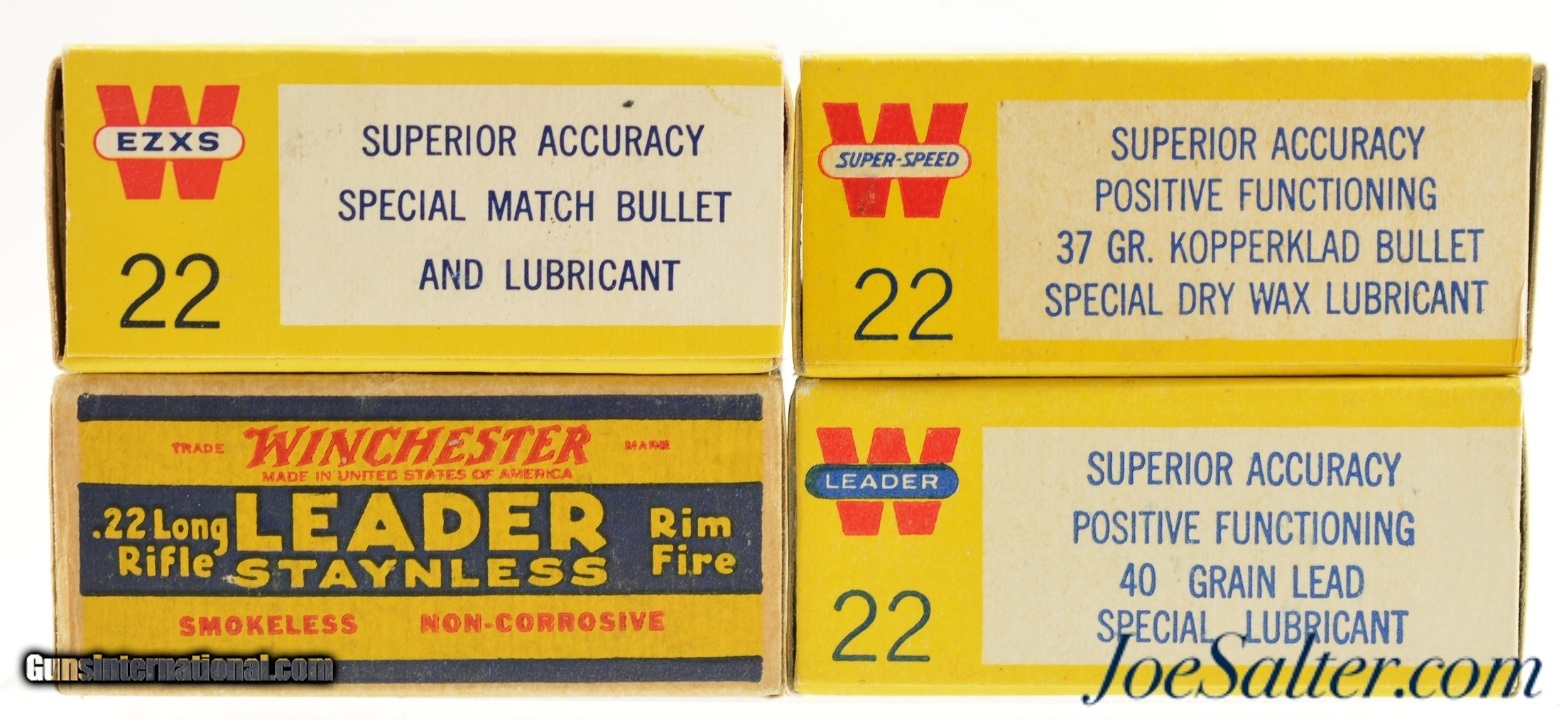 W
EZXS
22
SUPERIOR ACCURACY
SPECIAL MATCH BULLET
AND LUBRICANT
W
SUPER-SPEED
22
SUPERIOR ACCURACY
POSITIVE FUNCTIONING
37 GR. KOPPERKLAD BULLET
SPECIAL DRY WAX LUBRICANT
TRADE WINCHESTER MARK
MADE IN UNITED STATES OF AMERICA
.22 Long Rifle LEADER STAYNLESS Rim Fire
SMOKELESS NON-CORROSIVE
W
LEADER
22
SUPERIOR ACCURACY
POSITIVE FUNCTIONING
40 GRAIN LEAD
SPECIAL LUBRICANT
GunsInternational.com
JoeSalter.com